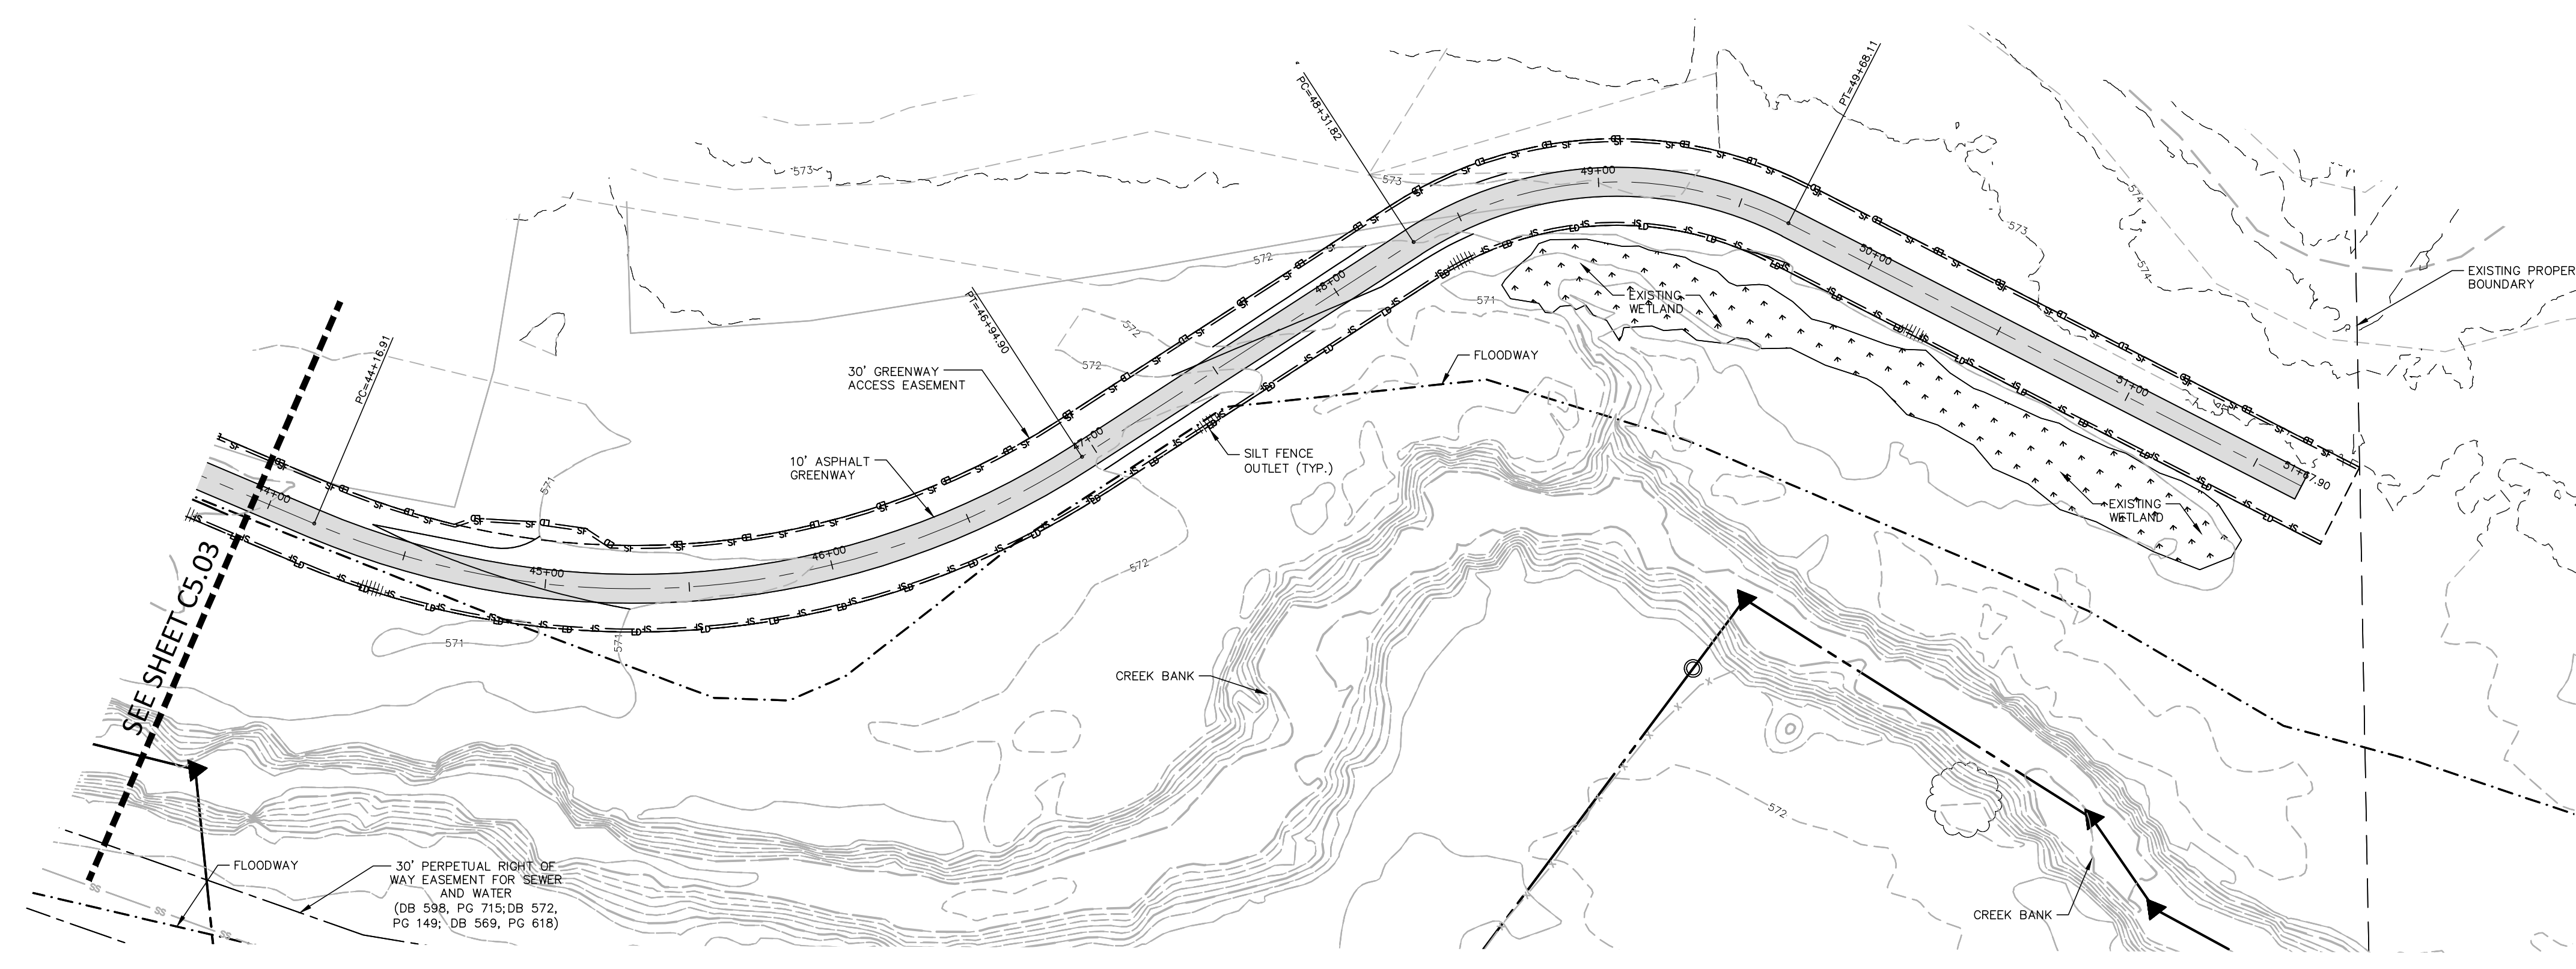 PC=48+31.82
PT=49+68.11
49+00
573
573
573
574
574
572
50+00
EXISTING PROPER
BOUNDARY
PT=46+94.90
48+00
571
EXISTING
WETLAND
PC=44+16.91
572
572
FLOODWAY
30' GREENWAY
ACCESS EASEMENT
51+00
47+00
10' ASPHALT
GREENWAY
SILT FENCE
OUTLET (TYP.)
51+67.90
44+00
571
EXISTING
WETLAND
46+00
45+00
572
571
571
SEE SHEET C5.03
CREEK BANK
572
FLOODWAY
30' PERPETUAL RIGHT OF
WAY EASEMENT FOR SEWER
AND WATER
(DB 598, PG 715;DB 572,
PG 149; DB 569, PG 618)
CREEK BANK
SS
SS
SS